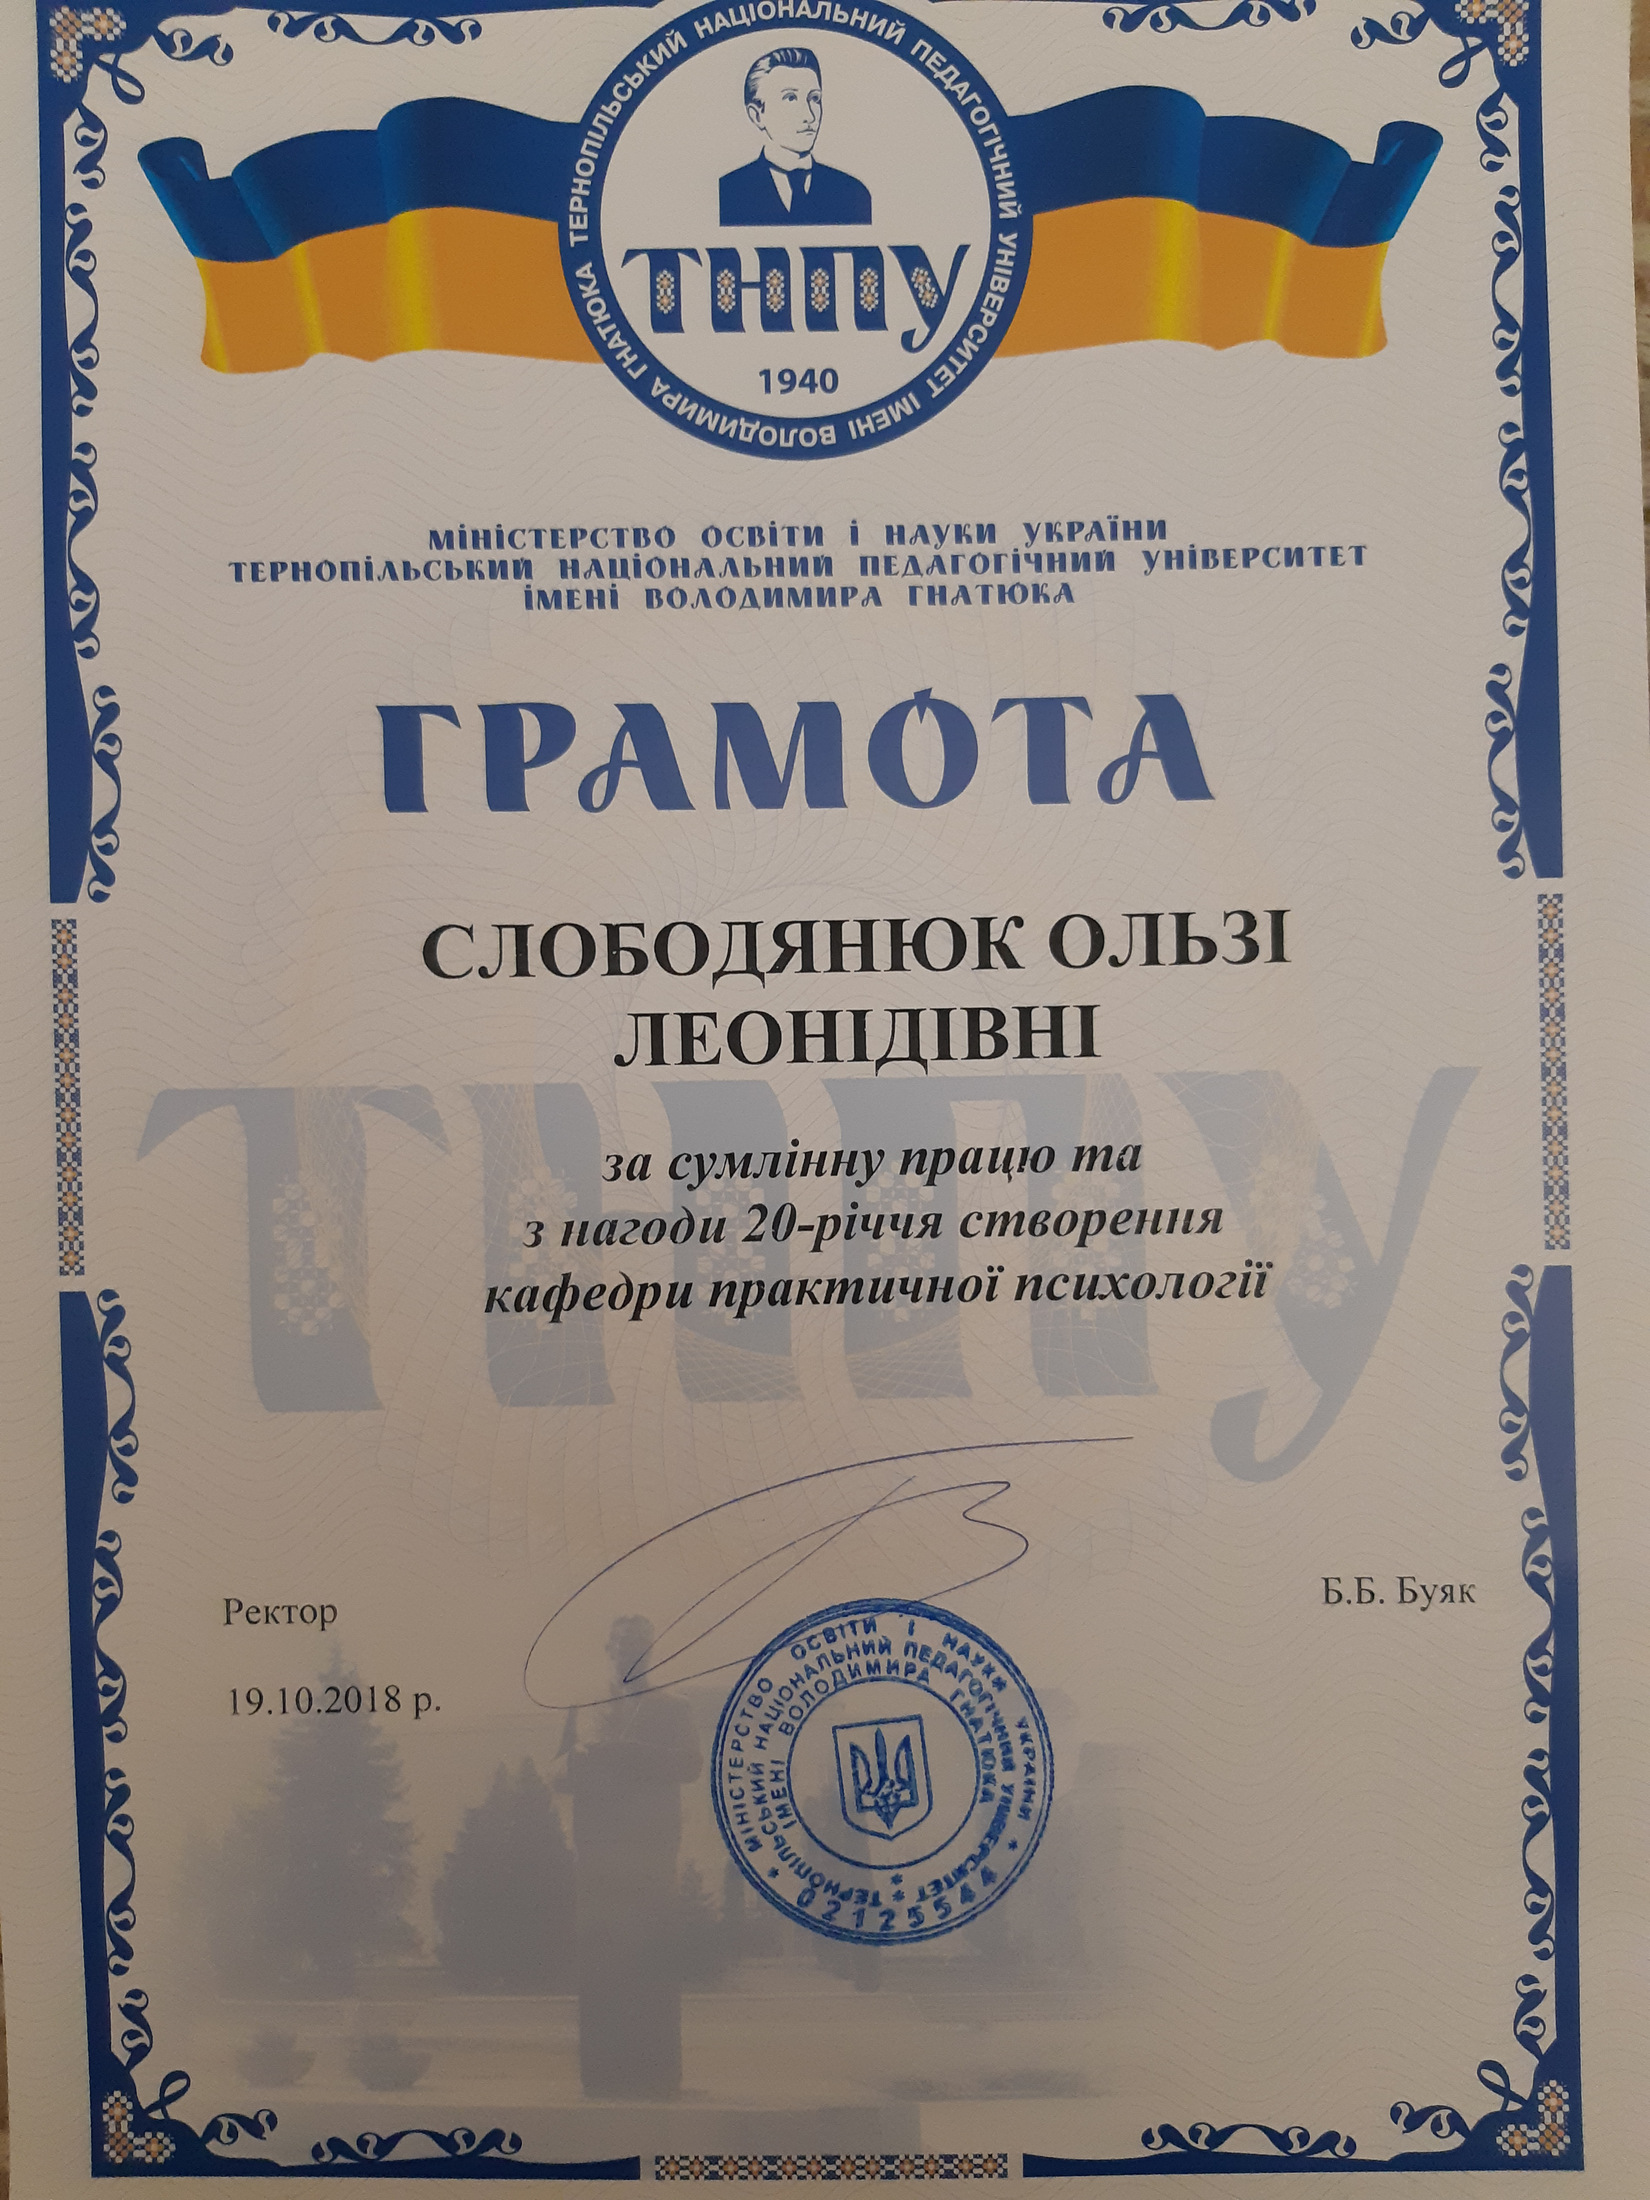 ТЕРНОПІЛЬСЬКИЙ НАЦІОНАЛЬНИЙ ПЕДАГОГІЧНИЙ УНІВЕРСИТЕТ ІМЕНІ ВОЛОДИМИРА ГНАТЮКА
ТНПУ
1940
МІНІСТЕРСТВО ОСВІТИ І НАУКИ УКРАЇНИ
ТЕРНОПІЛЬСЬКИЙ НАЦІОНАЛЬНИЙ ПЕДАГОГІЧНИЙ УНІВЕРСИТЕТ
ІМЕНІ ВОЛОДИМИРА ГНАТЮКА
ГРАМОТА
СЛОБОДЯНЮК ОЛЬЗІ
ЛЕОНІДІВНІ
ТНПУ
за сумлінну працю та
з нагоди 20-річчя створення
кафедри практичної психології
Ректор
Б.Б. Буяк
19.10.2018 р.
МІНІСТЕРСТВО ОСВІТИ І НАУКИ УКРАЇНИ
ТЕРНОПІЛЬСЬКИЙ НАЦІОНАЛЬНИЙ ПЕДАГОГІЧНИЙ УНІВЕРСИТЕТ
ІМЕНІ ВОЛОДИМИРА ГНАТЮКА
02125544